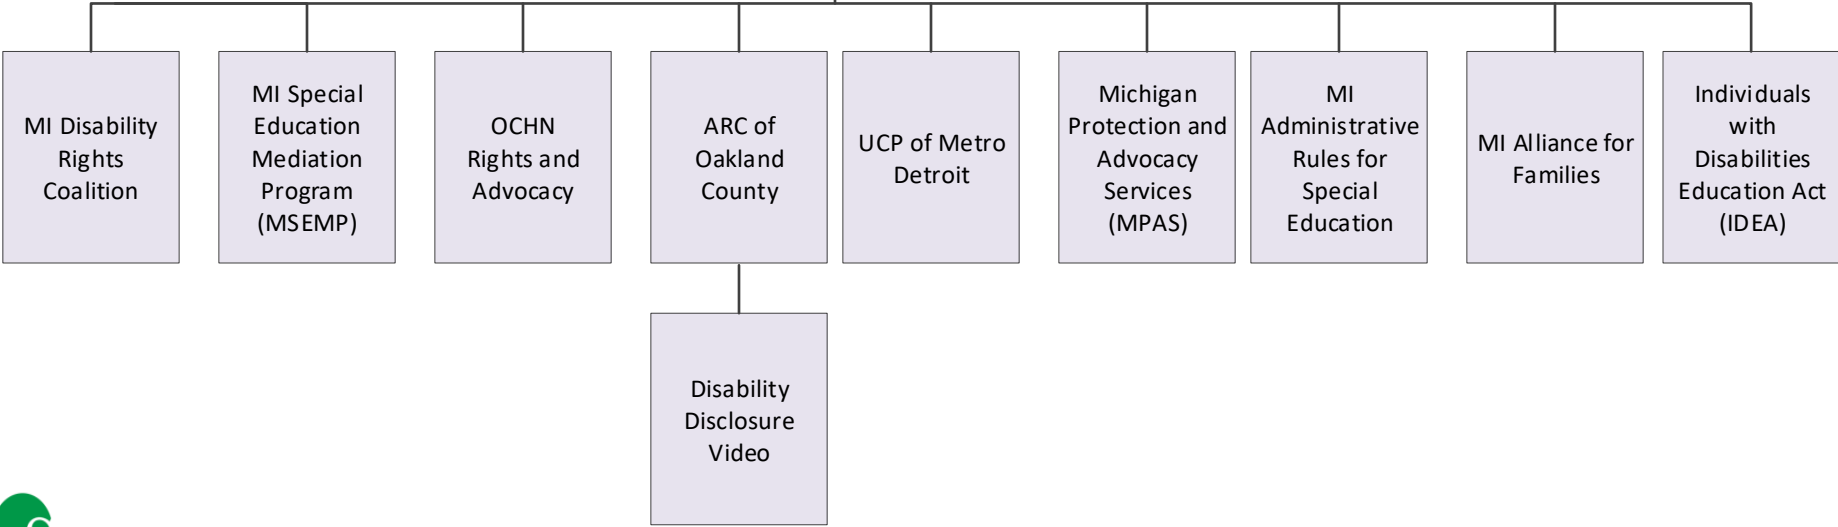 MI Disability
Rights
Coalition
MI Special
Education
Mediation
Program
(MSEMP)
OCHN
Rights and
Advocacy
ARC of
Oakland
County
UCP of Metro
Detroit
Michigan
Protection and
Advocacy
Services
(MPAS)
MI
Administrative
Rules for
Special
Education
MI Alliance for
Families
Individuals
with
Disabilities
Education Act
(IDEA)
Disability
Disclosure
Video